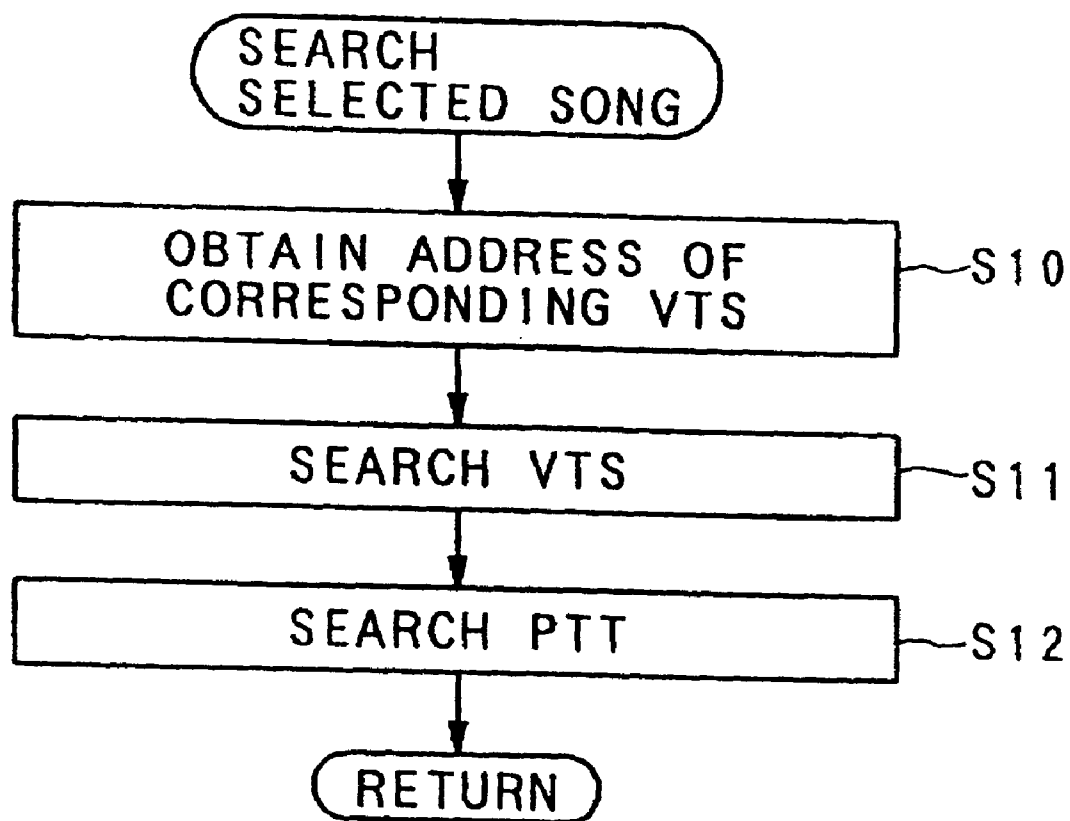 SEARCH
SELECTED SONG
OBTAIN ADDRESS OF
CORRESPONDING VTS
S10
SEARCH VTS
S11
SEARCH PTT
S12
RETURN